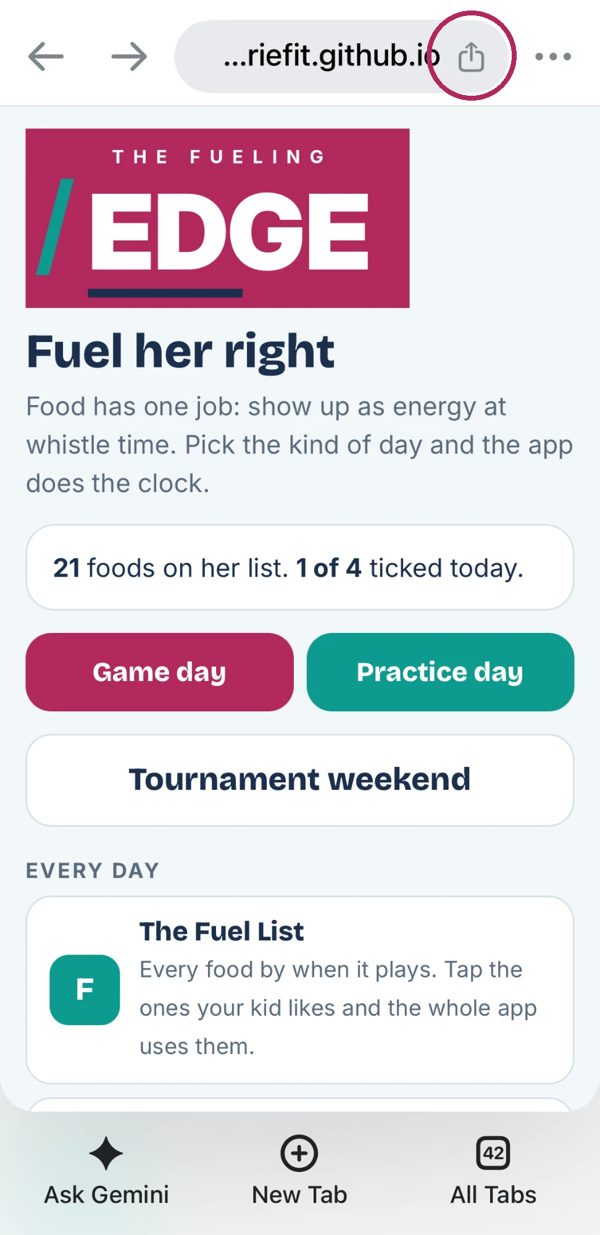 ...riefit.github.io
THE FUELING
EDGE
Fuel her right
Food has one job: show up as energy at
whistle time. Pick the kind of day and the app
does the clock.
21 foods on her list. 1 of 4 ticked today.
Game day
Practice day
Tournament weekend
EVERY DAY
The Fuel List
F
Every food by when it plays. Tap the
ones your kid likes and the whole app
uses them.
Ask Gemini
New Tab
42
All Tabs